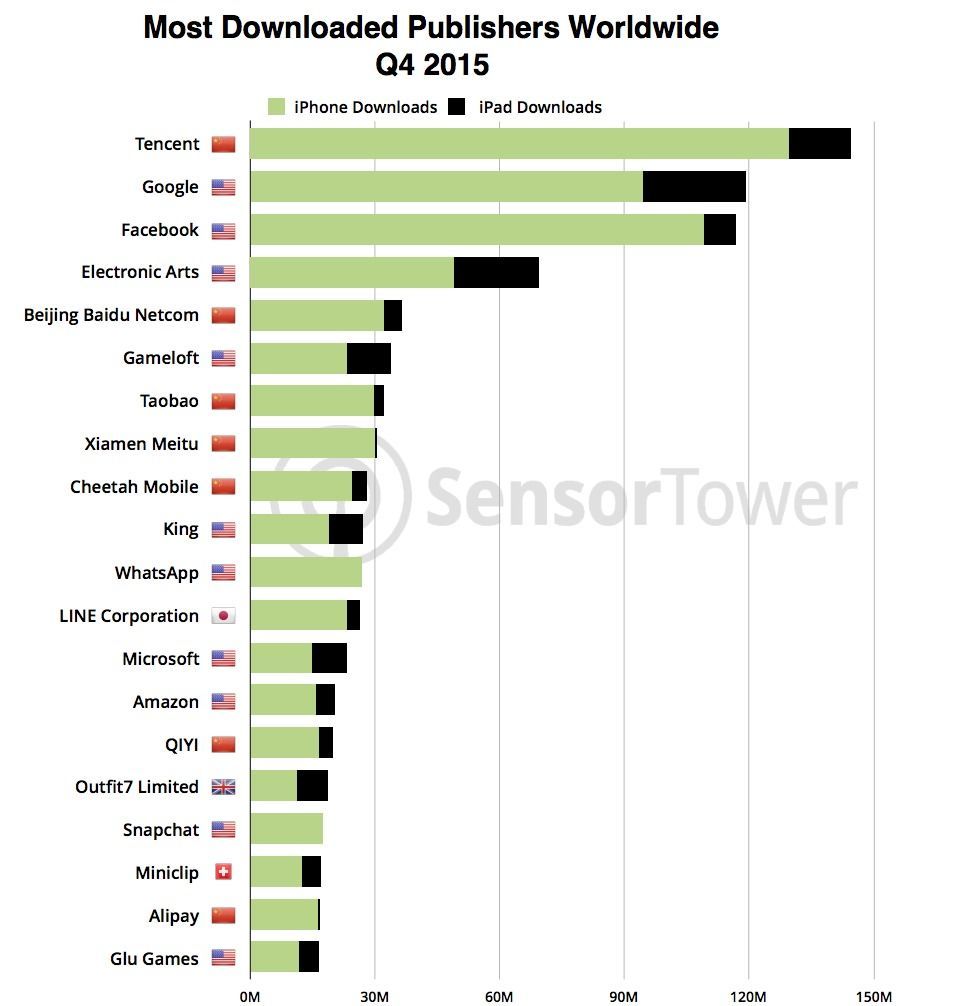 Most Downloaded Publishers Worldwide
Q4 2015
iPhone Downloads iPad Downloads
Tencent
Google
Facebook
Electronic Arts
Beijing Baidu Netcom
Gameloft
Taobao
Xiamen Meitu
Cheetah Mobile
SensorTower
King
WhatsApp
LINE Corporation
Microsoft
Amazon
QIYI
Outfit7 Limited
Snapchat
Miniclip
Alipay
Glu Games
0M 30M 60M 90M 120M 150M